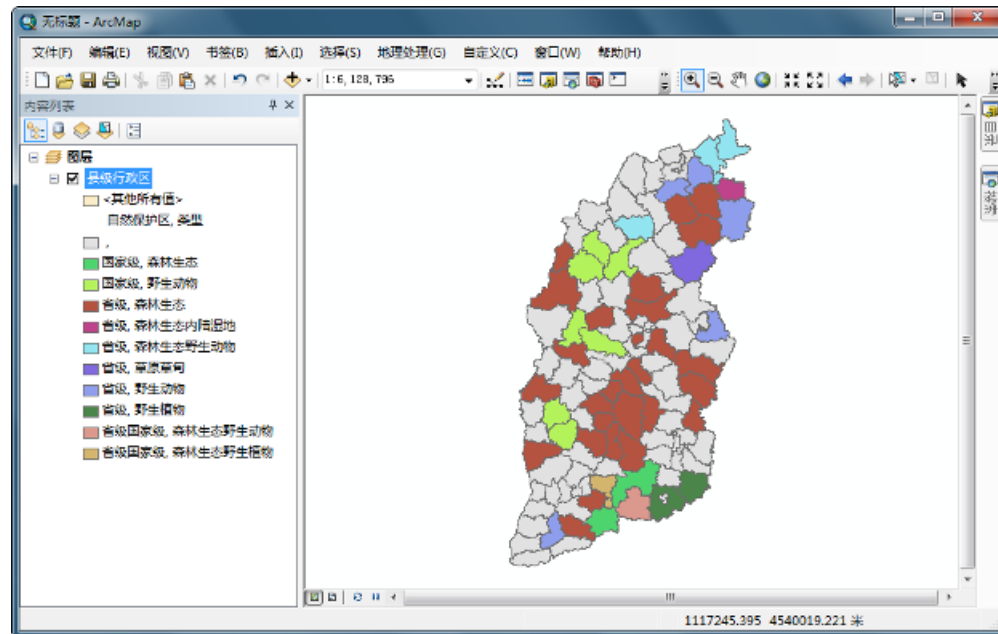 无标题 - ArcMap
文件(F) 编辑(E) 视图(V) 书签(B) 插入(I) 选择(S) 地理处理(G) 自定义(C) 窗口(W) 帮助(H)
1:6,128,796
内容列表
图层
县级行政区
<其他所有值>
自然保护区, 类型
,
国家级, 森林生态
国家级, 野生动物
省级, 森林生态
省级, 森林生态内陆湿地
省级, 森林生态野生动物
省级, 草原草甸
省级, 野生动物
省级, 野生植物
省级国家级, 森林生态野生动物
省级国家级, 森林生态野生植物
1117245.395 4540019.221 米